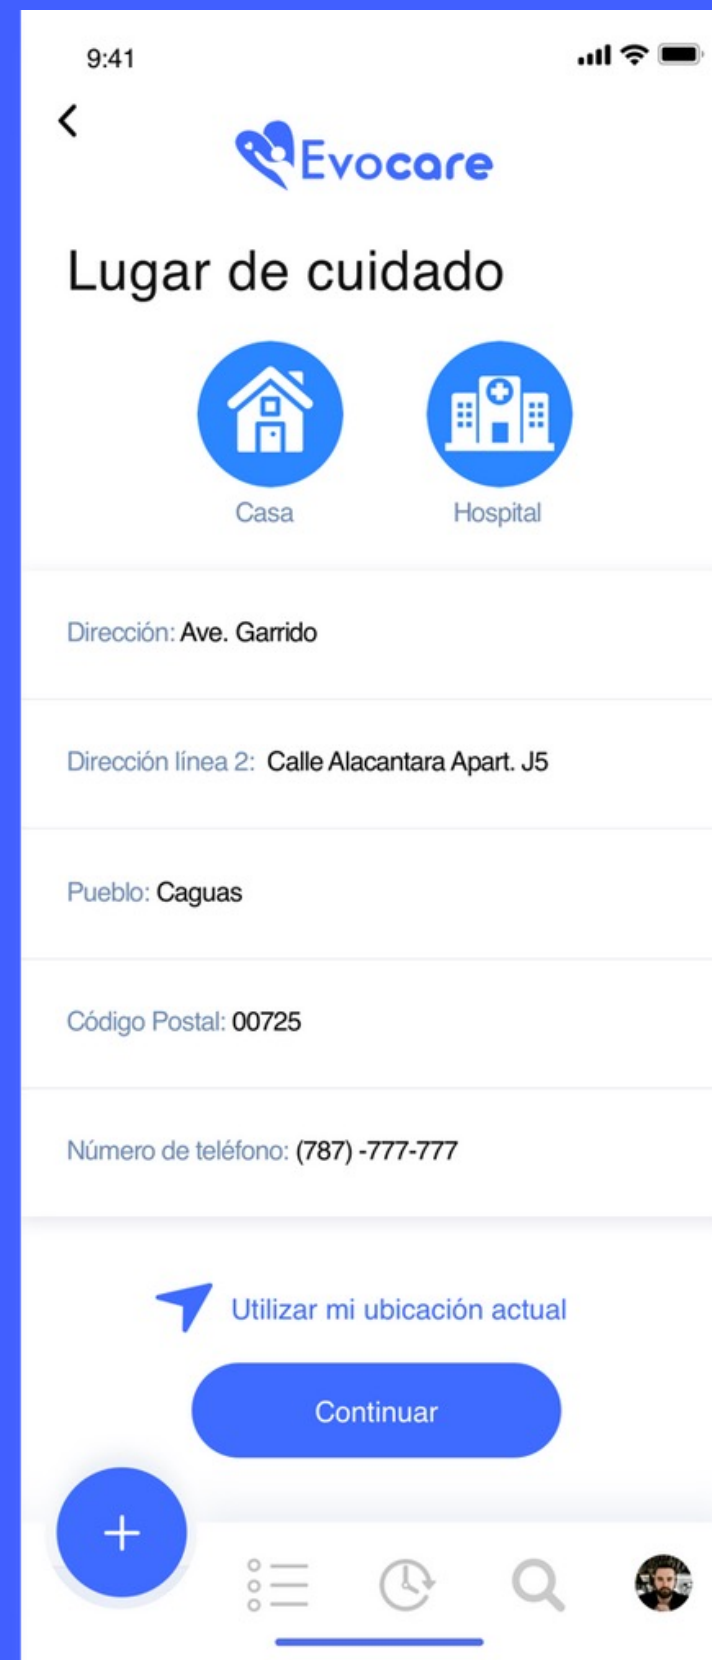 9:41
Evocare
Lugar de cuidado
Casa
Hospital
Dirección: Ave. Garrido
Dirección línea 2: Calle Alacantara Apart. J5
Pueblo: Caguas
Código Postal: 00725
Número de teléfono: (787) -777-777
Utilizar mi ubicación actual
Continuar